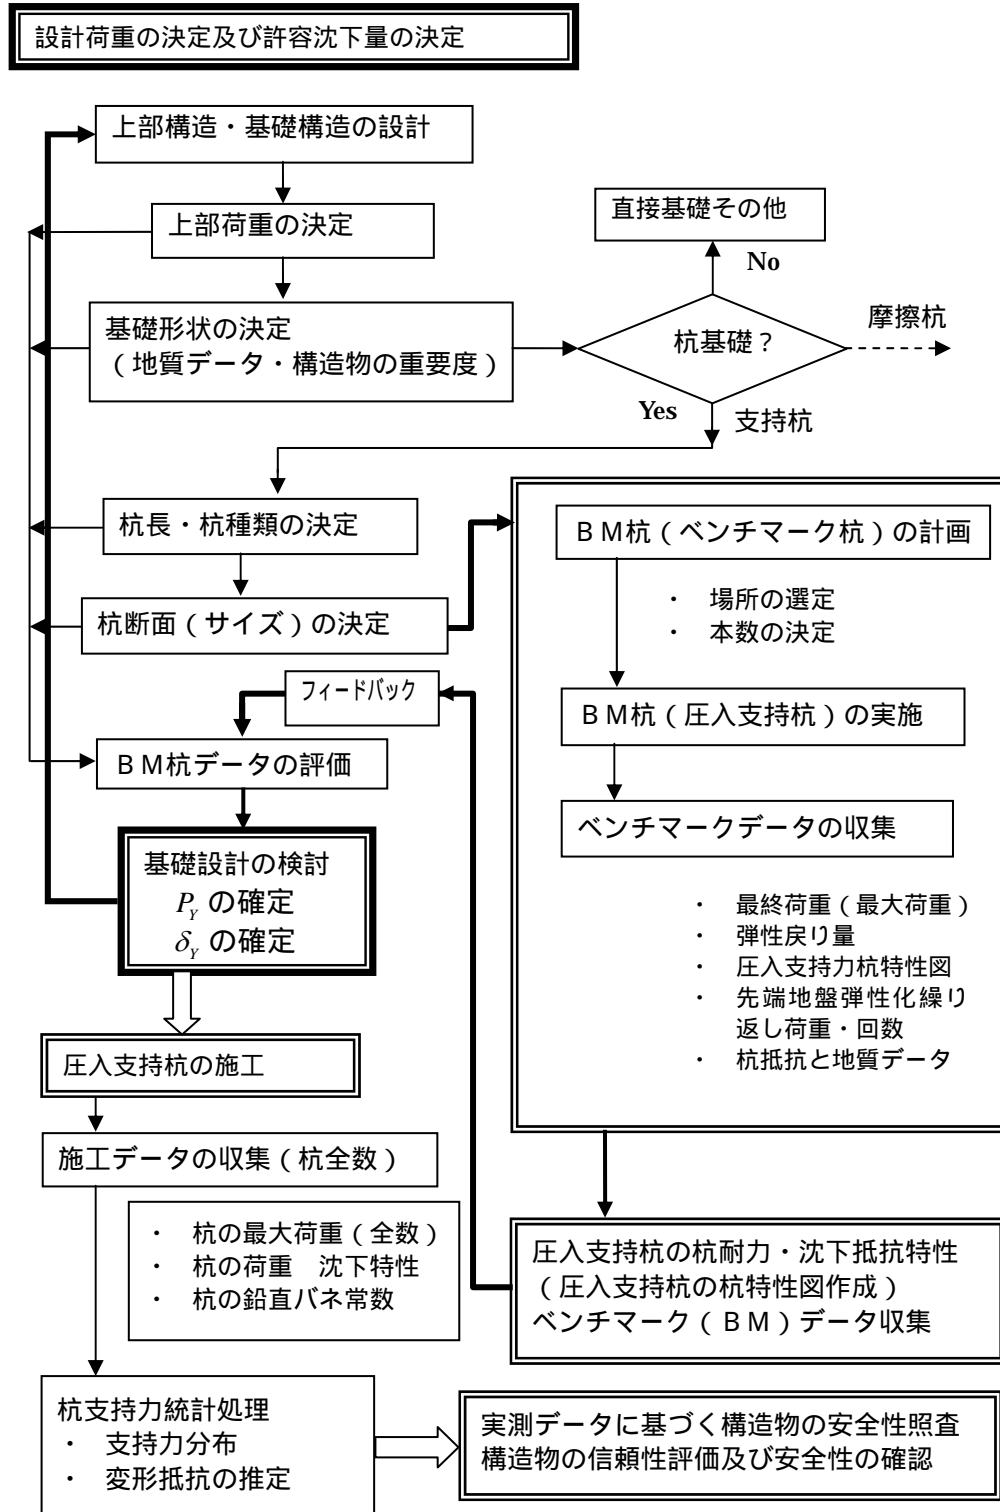 設計荷重の決定及び許容沈下量の決定
上部構造・基礎構造の設計
上部荷重の決定
直接基礎その他
No
基礎形状の決定
（地質データ・構造物の重要度）
杭基礎？
摩擦杭
Yes
支持杭
杭長・杭種類の決定
杭断面（サイズ）の決定
ＢＭ杭（ベンチマーク杭）の計画
・ 場所の選定
・ 本数の決定
フィードバック
ＢＭ杭（圧入支持杭）の実施
ＢＭ杭データの評価
ベンチマークデータの収集
基礎設計の検討
P_Y の確定
δ_Y の確定
・ 最終荷重（最大荷重）
・ 弾性戻り量
・ 圧入支持力杭特性図
・ 先端地盤弾性化繰り
返し荷重・回数
・ 杭抵抗と地質データ
圧入支持杭の施工
施工データの収集（杭全数）
・ 杭の最大荷重（全数）
・ 杭の荷重　沈下特性
・ 杭の鉛直バネ常数
圧入支持杭の杭耐力・沈下抵抗特性
（圧入支持杭の杭特性図作成）
ベンチマーク（ＢＭ）データ収集
杭支持力統計処理
・ 支持力分布
・ 変形抵抗の推定
実測データに基づく構造物の安全性照査
構造物の信頼性評価及び安全性の確認